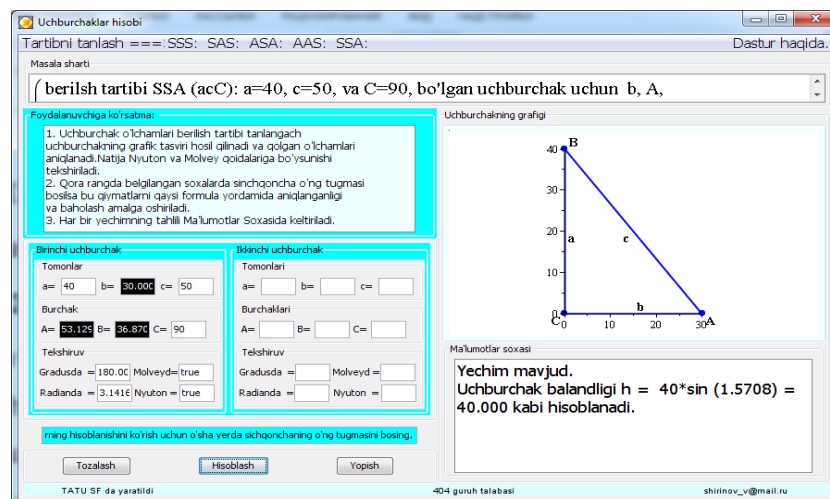 Uchburchaklar hisobi
Tartibni tanlash ===: SSS: SAS: ASA: AAS: SSA: Dastur haqida.
Masala sharti
( berilsh tartibi SSA (acC): a=40, c=50, va C=90, bo'lgan uchburchak uchun b, A,
Foydalanuvchiga ko'rsatma:
1. Uchburchak o'lchamlari berilish tartibi tanlangach
uchburchakning grafik tasviri hosil qilinadi va qolgan o'lchamlari
aniqlanadi.Natija Nyuton va Molvey qoidalariga bo'ysunishi
tekshiriladi.
2. Qora rangda belgilangan soxalarda sinchqoncha o'ng tugmasi
bosilsa bu qiymatlarni qaysi formula yordamida aniqlanganligi
va baholash amalga oshiriladi.
3. Har bir yechimning tahlili Ma'lumotlar Soxasida keltiriladi.
Birinchi uchburchak
Tomonlar
a= 40 b= 30.000 c= 50
Burchak
A= 53.129 B= 36.870 C= 90
Tekshiruv
Gradusda = 180.00 Molveyd= true
Radianda = 3.1416 Nyuton = true
Ikkinchi uchburchak
Tomonlari
a= b= c=
Burchaklari
A= B= C=
Tekshiruv
Gradusda = Molveyd =
Radianda = Nyuton =
rning hisoblanishini ko'rish uchun o'sha yerda sichqonchaning o'ng tugmasini bosing.
Tozalash Hisoblash Yopish
Uchburchakning grafigi
B
40
30
a c
20
10
b
C 0 A
0 10 20 30
Ma'lumotlar soxasi
Yechim mavjud.
Uchburchak balandligi h = 40*sin (1.5708) =
40.000 kabi hisoblanadi.
TATU SF da yaratildi 404 guruh talabasi shirinov_v@mail.ru